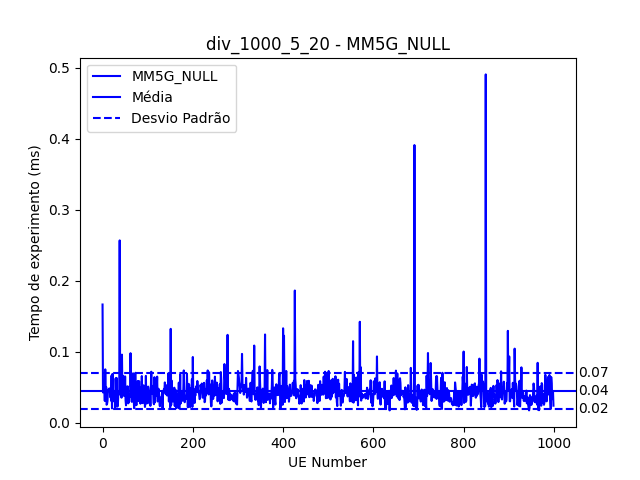 div_1000_5_20 - MM5G_NULL
MM5G_NULL
Média
Desvio Padrão
Tempo de experimento (ms)
0.5
0.4
0.3
0.2
0.1
0.0
0.07
0.04
0.02
0
200
400
600
800
1000
UE Number